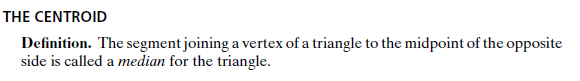 THE CENTROID
Definition. The segment joining a vertex of a triangle to the midpoint of the opposite
side is called a median for the triangle.